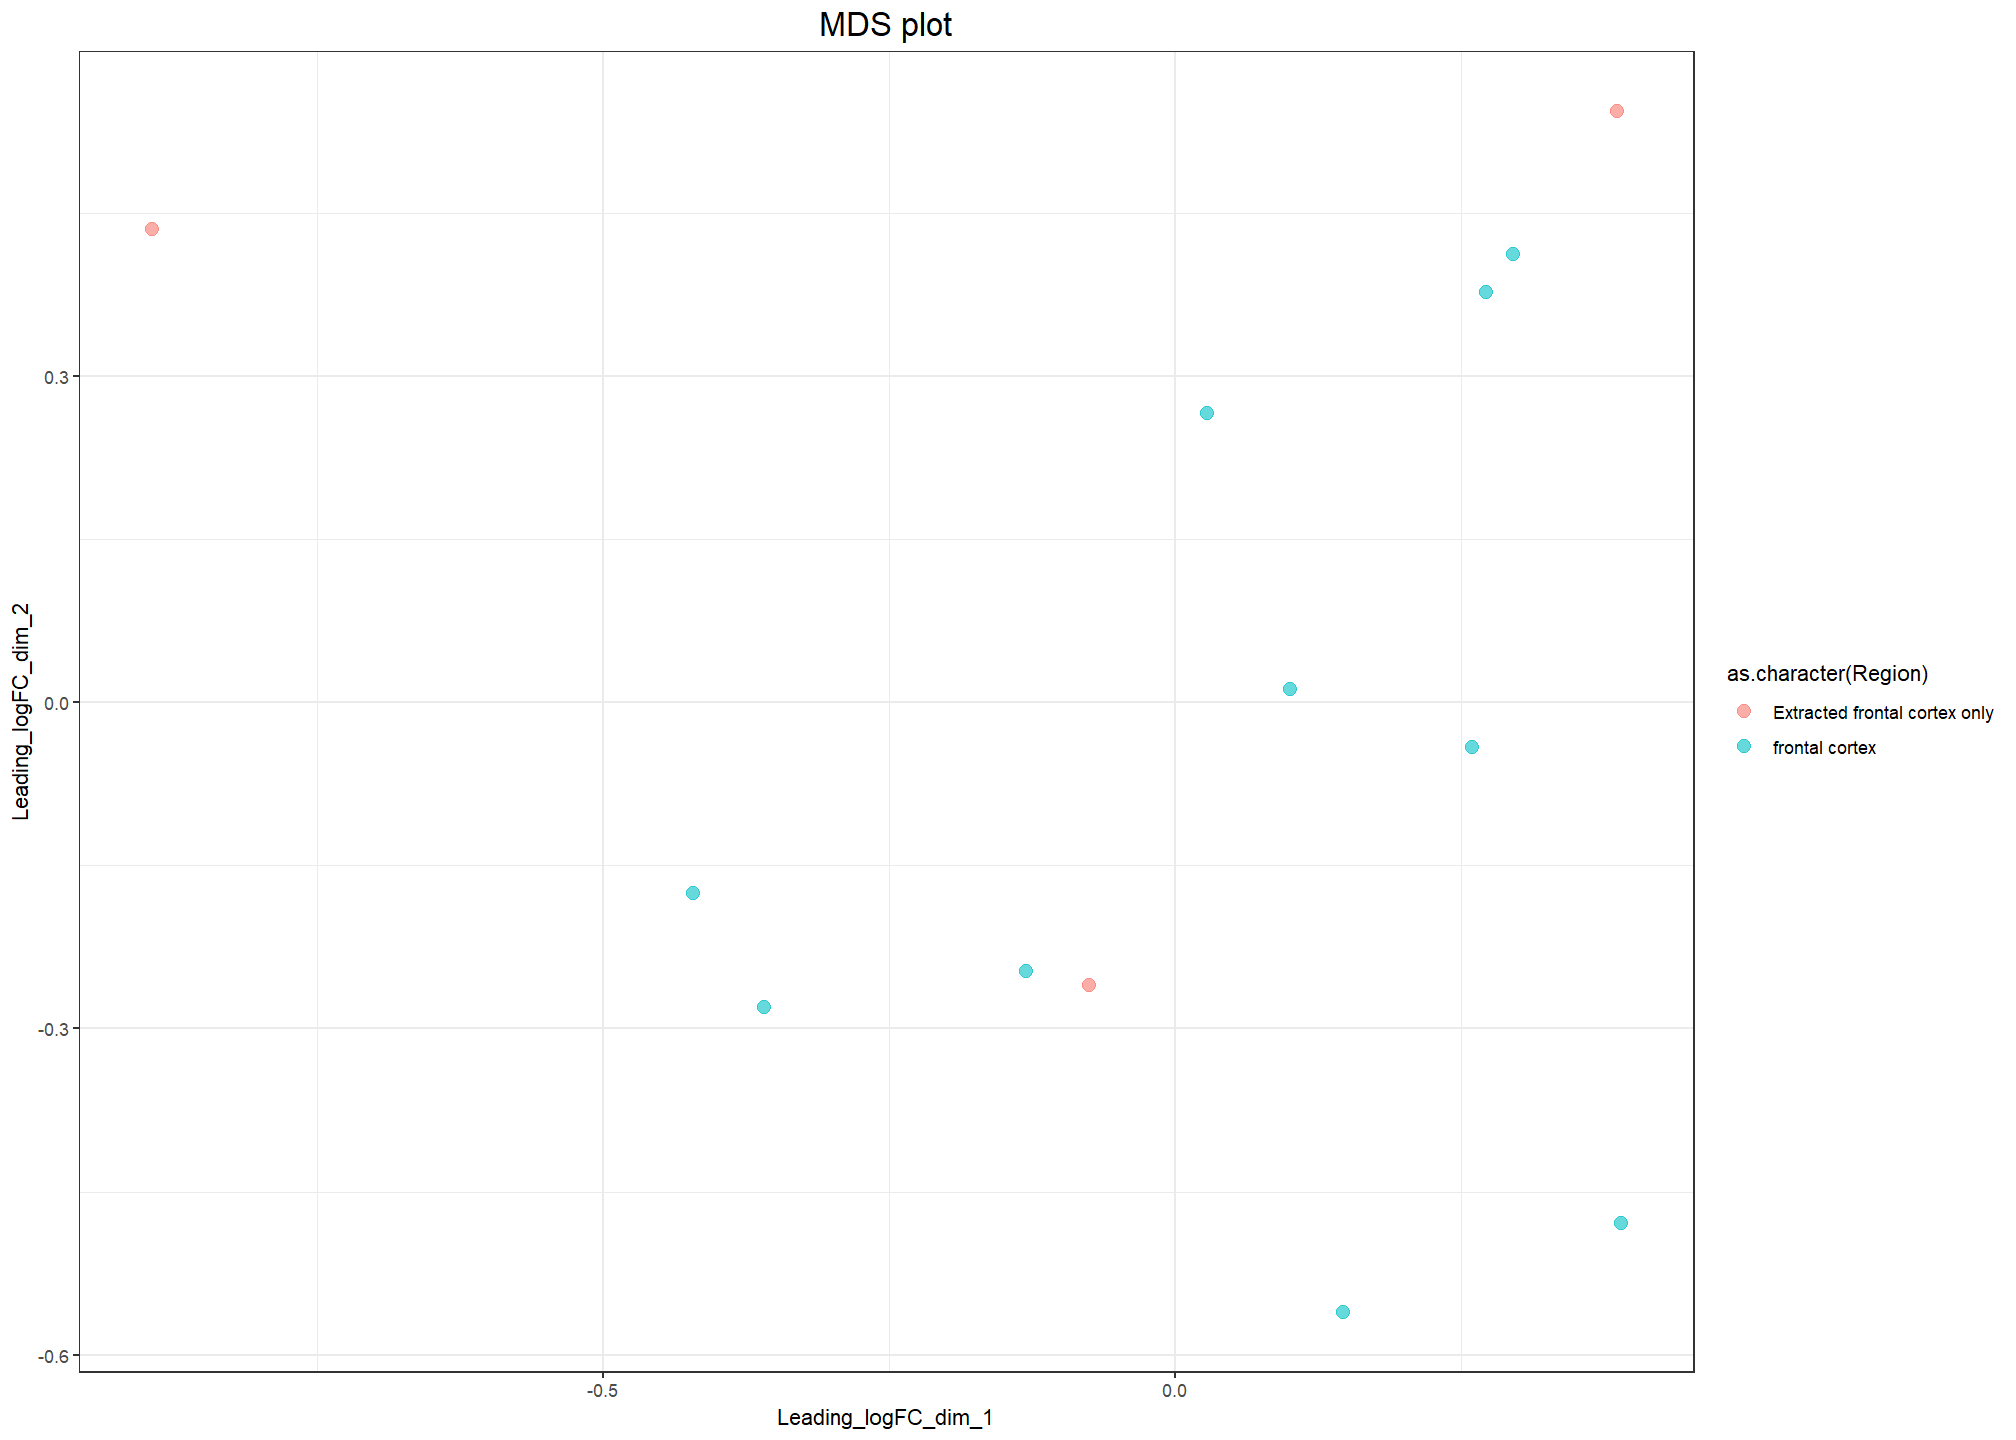 MDS plot
Leading_logFC_dim_2
0.3
0.0
-0.3
-0.6
-0.5
0.0
Leading_logFC_dim_1
as.character(Region)
Extracted frontal cortex only
frontal cortex